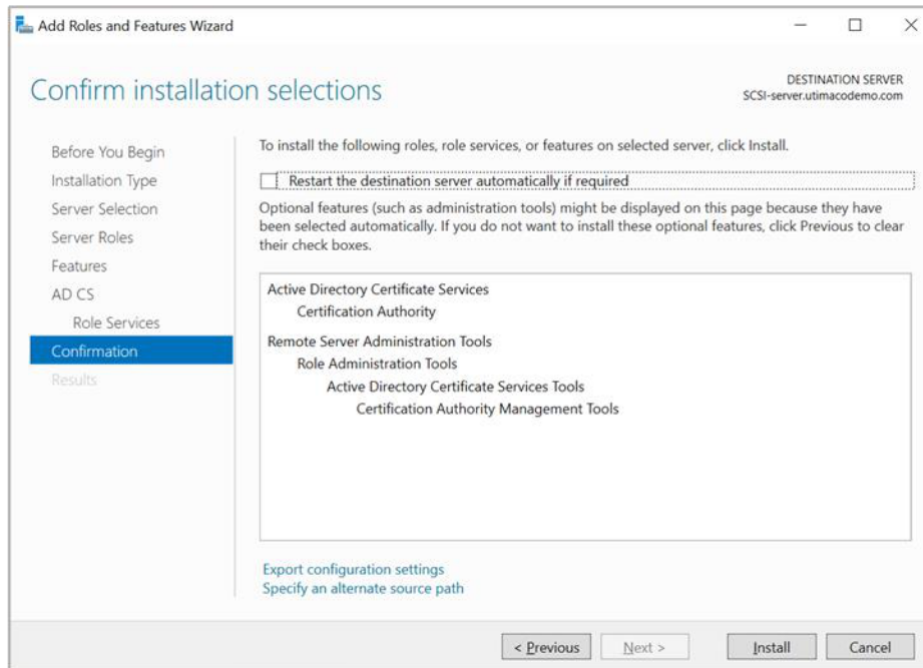 Add Roles and Features Wizard
Confirm installation selections
DESTINATION SERVER
SCSI-server.utimacodemo.com
Before You Begin
Installation Type
Server Selection
Server Roles
Features
AD CS
Role Services
Confirmation
Results
To install the following roles, role services, or features on selected server, click Install.
Restart the destination server automatically if required
Optional features (such as administration tools) might be displayed on this page because they have
been selected automatically. If you do not want to install these optional features, click Previous to clear
their check boxes.
Active Directory Certificate Services
Certification Authority
Remote Server Administration Tools
Role Administration Tools
Active Directory Certificate Services Tools
Certification Authority Management Tools
Export configuration settings
Specify an alternate source path
< Previous
Next >
Install
Cancel